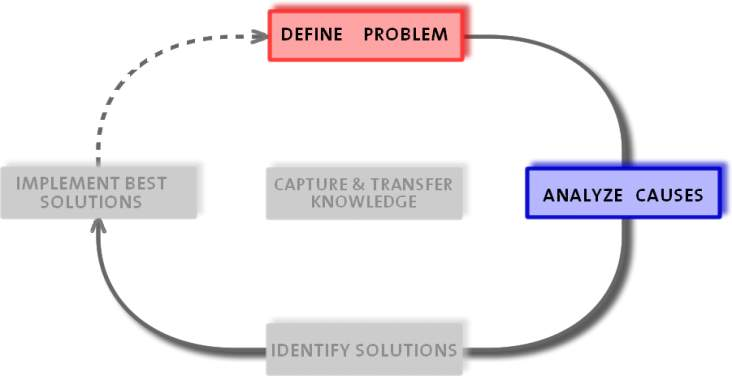 DEFINE PROBLEM
IMPLEMENT BEST
SOLUTIONS
CAPTURE & TRANSFER
KNOWLEDGE
ANALYZE CAUSES
IDENTIFY SOLUTIONS